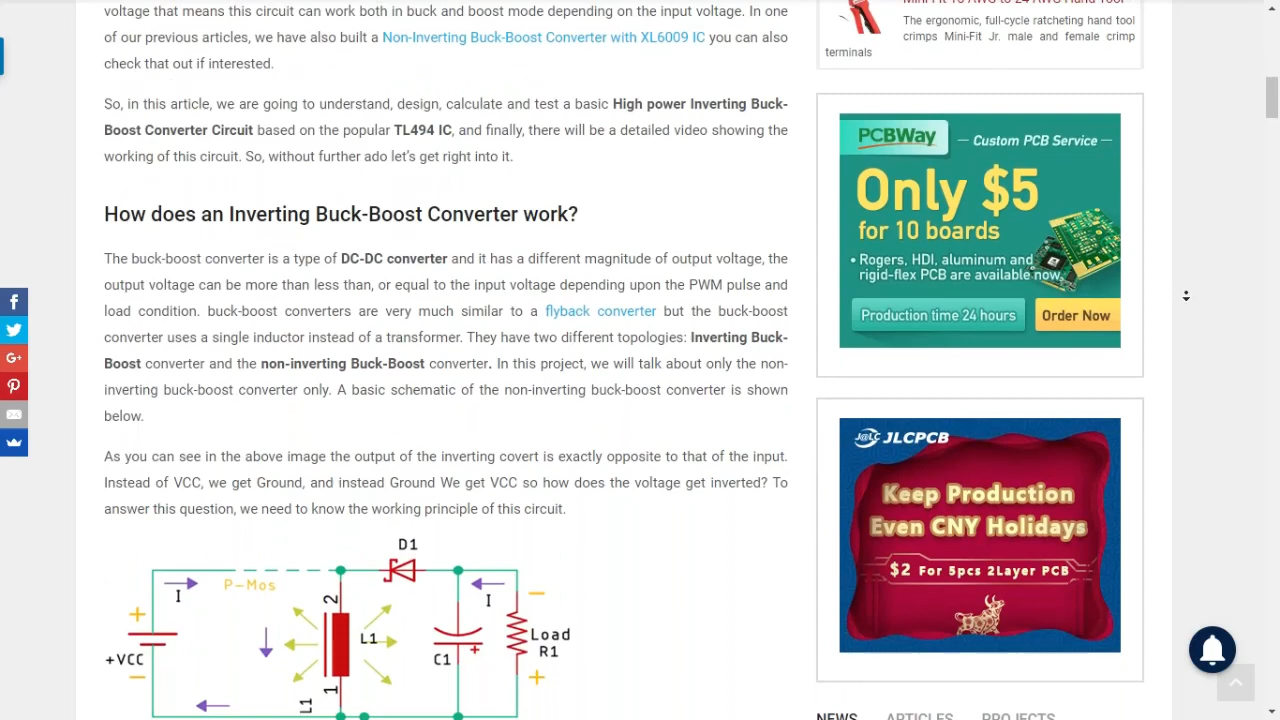 voltage that means this circuit can work both in buck and boost mode depending on the input voltage. In one
of our previous articles, we have also built a Non-Inverting Buck-Boost Converter with XL6009 IC you can also
check that out if interested.
So, in this article, we are going to understand, design, calculate and test a basic High power Inverting Buck-
Boost Converter Circuit based on the popular TL494 IC, and finally, there will be a detailed video showing the
working of this circuit. So, without further ado let's get right into it.
How does an Inverting Buck-Boost Converter work?
The buck-boost converter is a type of DC-DC converter and it has a different magnitude of output voltage, the
output voltage can be more than less then, or equal to the input voltage depending upon the PWM pulse and
load condition. buck-boost converters are very much similar to a flyback converter but the buck-boost
converter uses a single inductor instead of a transformer. They have two different topologies: Inverting Buck-
Boost converter and the non-inverting Buck-Boost converter. In this project, we will talk about only the non-
inverting buck-boost converter only. A basic schematic of the non-inverting buck-boost converter is shown
below.
As you can see in the above image the output of the inverting covert is exactly opposite to that of the input.
Instead of VCC, we get Ground, and instead Ground We get VCC so how does the voltage get inverted? To
answer this question, we need to know the working principle of this circuit.
D1
P-Mos
I
I
+
−
2
L1
+VCC
C1
+
Load
R1
−
+
1
L1
The ergonomic, full-cycle ratcheting hand tool
crimps Mini-Fit Jr. male and female crimp
terminals
PCBWay
— Custom PCB Service —
Only $5
for 10 boards
• Rogers, HDI, aluminum and
rigid-flex PCB are available now.
Production time 24 hours
Order Now
J@LC JLCPCB
Keep Production
Even CNY Holidays
$2 For 5pcs 2Layer PCB
NEWS ARTICLES PROJECTS
f
G+